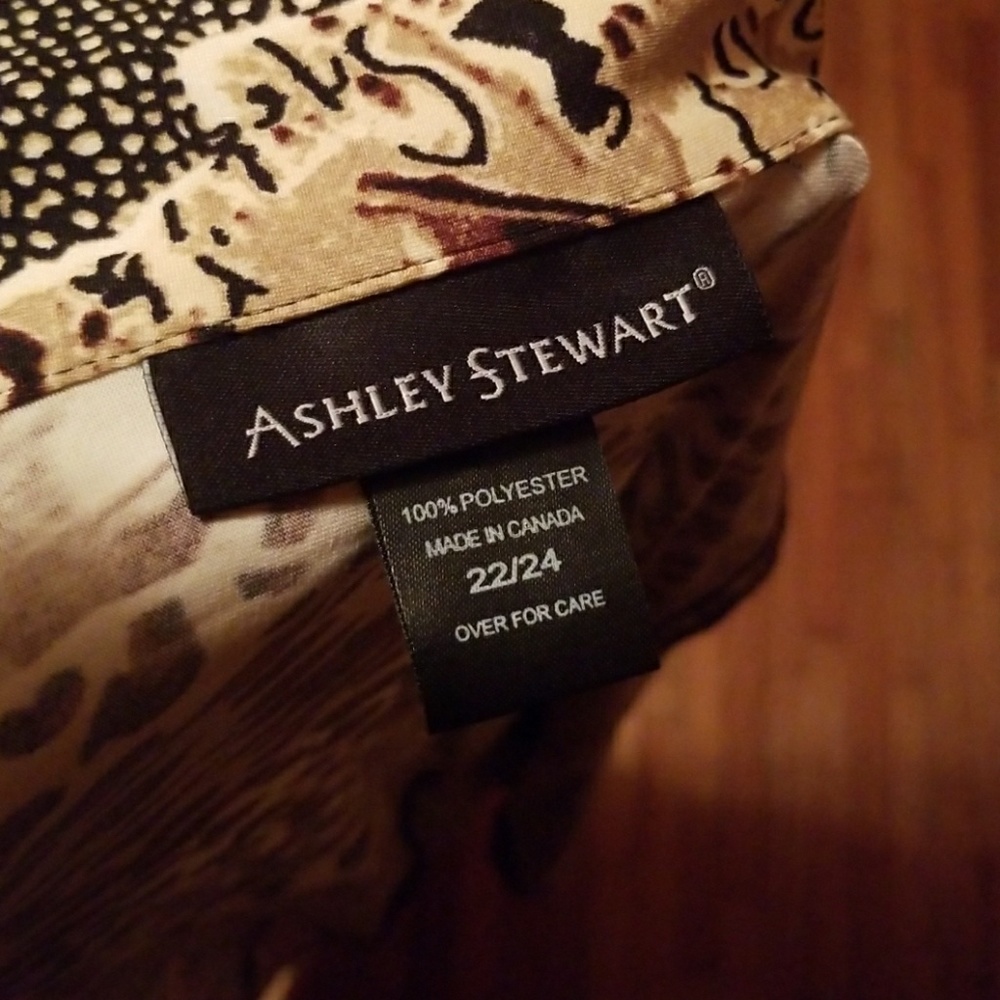 ASHLEY STEWART®
100% POLYESTER
MADE IN CANADA
22/24
OVER FOR CARE